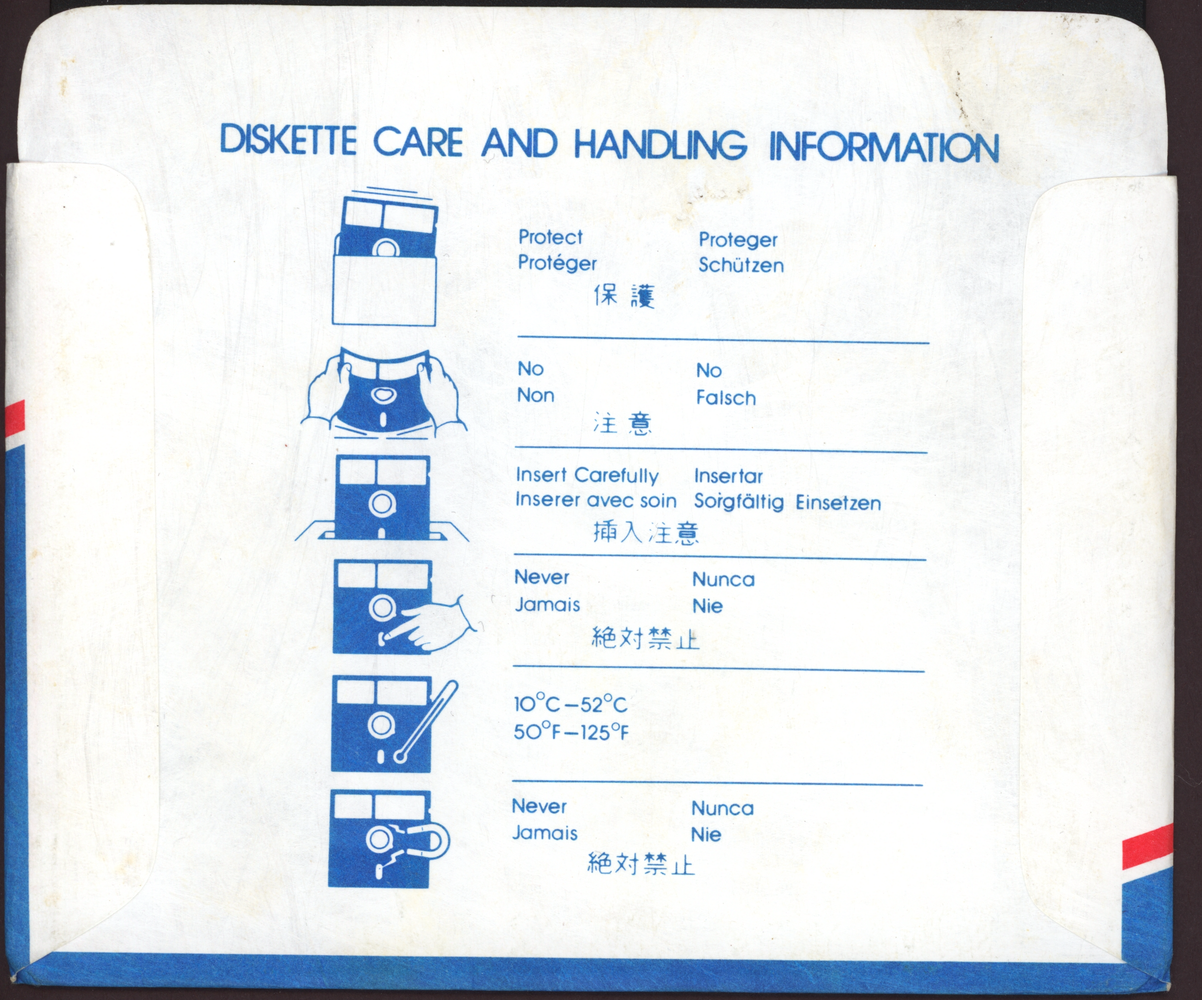 DISKETTE CARE AND HANDLING INFORMATION
Protect Proteger
Protéger Schützen
保護
No No
Non Falsch
注意
Insert Carefully Insertar
Inserer avec soin Sorgfältig Einsetzen
挿入注意
Never Nunca
Jamais Nie
絶対禁止
10°C–52°C
50°F–125°F
Never Nunca
Jamais Nie
絶対禁止